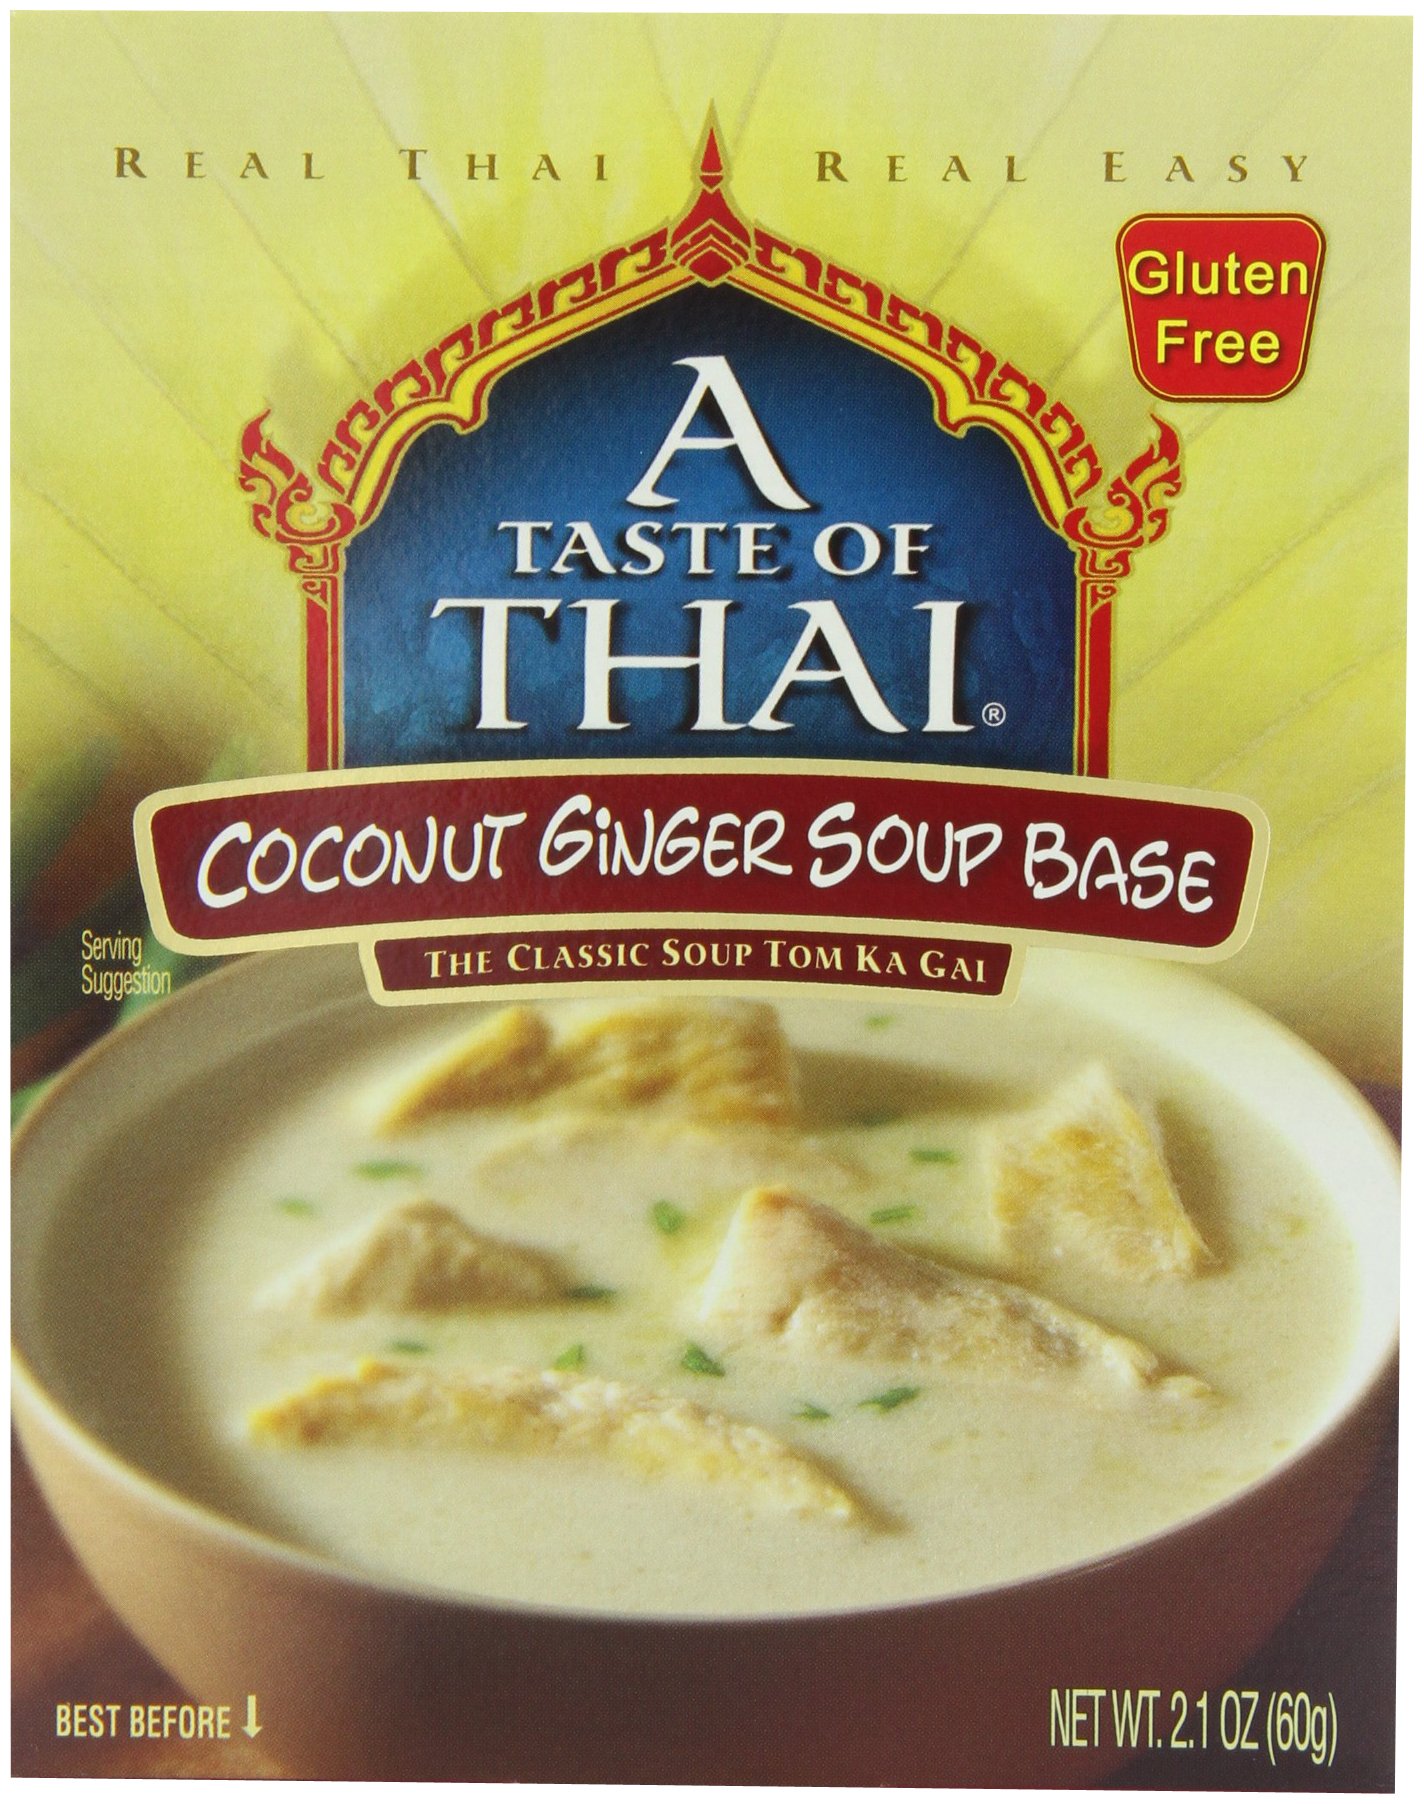 REAL THAI REAL EASY
Gluten
Free
A
TASTE OF
THAI®
COCONUT GINGER SOUP BASE
THE CLASSIC SOUP TOM KA GAI
Serving
Suggestion
BEST BEFORE ↓
NET WT. 2.1 OZ (60g)